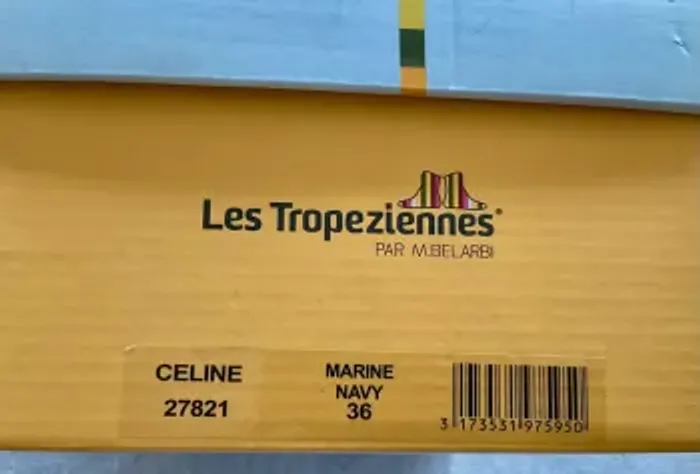 Les Tropeziennes
PAR M.BELARBI
CELINE
27821
MARINE
NAVY
36
3 173531 975950